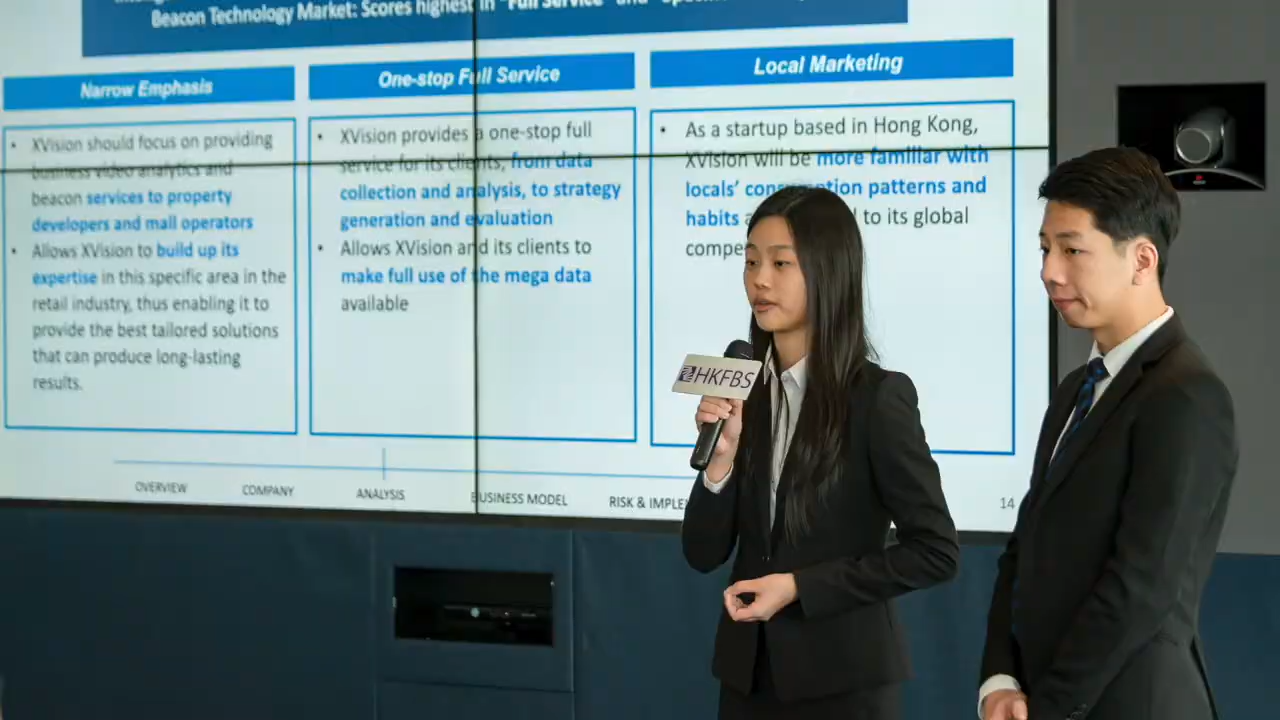 Beacon Technology Market: Scores highest in "Full Service" and
Narrow Emphasis
• XVision should focus on providing
business video analytics and
beacon services to property
developers and mall operators
• Allows XVision to build up its
expertise in this specific area in the
retail industry, thus enabling it to
provide the best tailored solutions
that can produce long-lasting
results.
One-stop Full Service
• XVision provides a one-stop full
service for its clients, from data
collection and analysis, to strategy
generation and evaluation
• Allows XVision and its clients to
make full use of the mega data
available
Local Marketing
• As a startup based in Hong Kong,
XVision will be more familiar with
locals' consumption patterns and
habits to its global
compe
HKFBS
OVERVIEW COMPANY ANALYSIS BUSINESS MODEL RISK & IMPLE 14